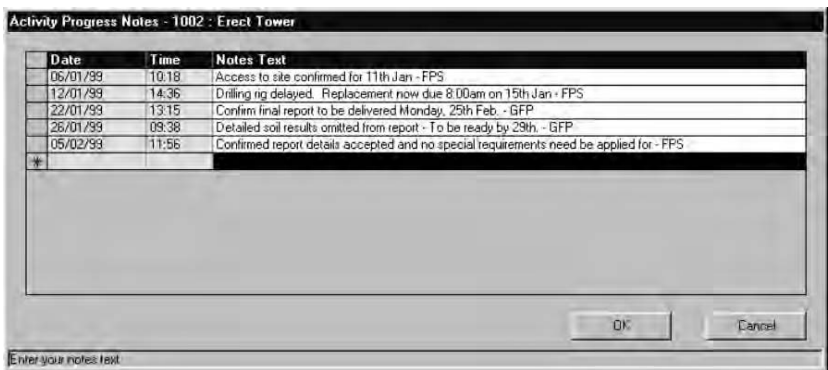 Activity Progress Notes - 1002 : Erect Tower
Date Time Notes Text
06/01/99 10:18 Access to site confirmed for 11th Jan - FPS
12/01/99 14:36 Drilling rig delayed. Replacement now due 8:00am on 15th Jan - FPS
22/01/99 13:15 Confirm final report to be delivered Monday, 25th Feb. - GFP
26/01/99 09:38 Detailed soil results omitted from report - To be ready by 29th. - GFP
05/02/99 11:56 Confirmed report details accepted and no special requirements need be applied for - FPS
*
OK Cancel
Enter your notes text